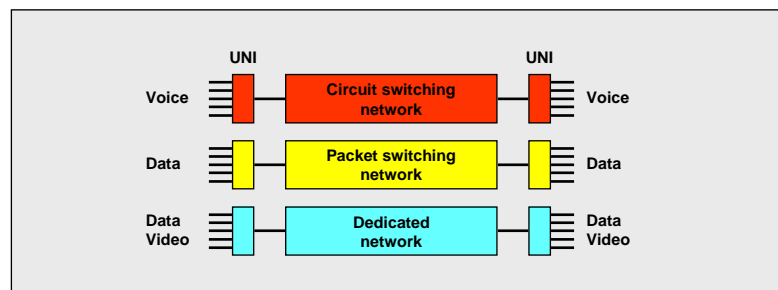 UNI UNI
Voice Circuit switching network Voice
Data Packet switching network Data
Data Video Dedicated network Data Video